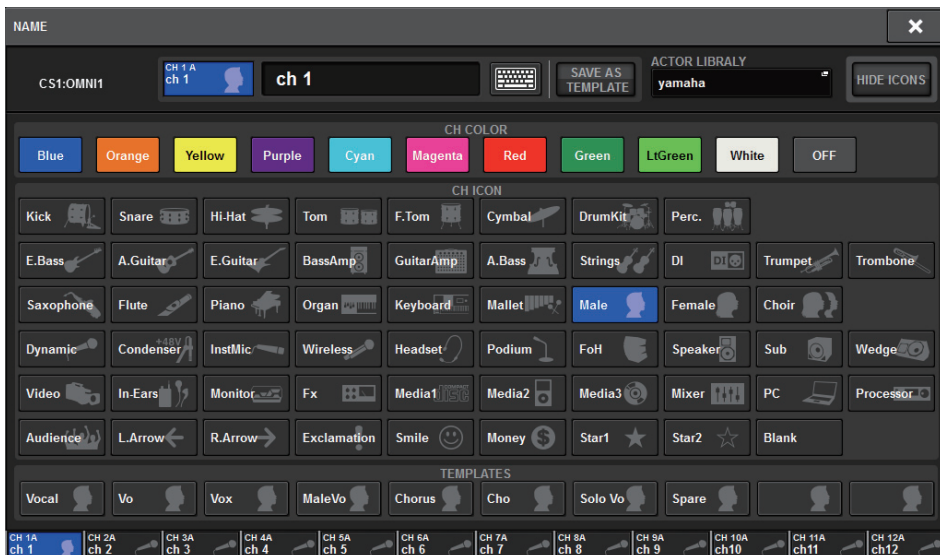 NAME
CS1:OMNI1
CH 1 A
ch 1
ch 1
SAVE AS
TEMPLATE
ACTOR LIBRALY
yamaha
HIDE ICONS
CH COLOR
Blue Orange Yellow Purple Cyan Magenta Red Green LtGreen White OFF
CH ICON
Kick Snare Hi-Hat Tom F.Tom Cymbal DrumKit Perc.
E.Bass A.Guitar E.Guitar BassAmp GuitarAmp A.Bass Strings DI DI Trumpet Trombone
Saxophone Flute Piano Organ Keyboard Mallet Male Female Choir
Dynamic Condenser +48V InstMic Wireless Headset Podium FoH Speaker Sub Wedge
Video In-Ears Monitor Fx Media1 Media2 Media3 Mixer PC Processor
Audience L.Arrow R.Arrow Exclamation Smile Money $ Star1 Star2 Blank
TEMPLATES
Vocal Vo Vox MaleVo Chorus Cho Solo Vo Spare
CH 1A CH 2A CH 3A CH 4A CH 5A CH 6A CH 7A CH 8A CH 9A CH 10A CH 11A CH 12A
ch 1 ch 2 ch 3 ch 4 ch 5 ch 6 ch 7 ch 8 ch 9 ch10 ch11 ch12